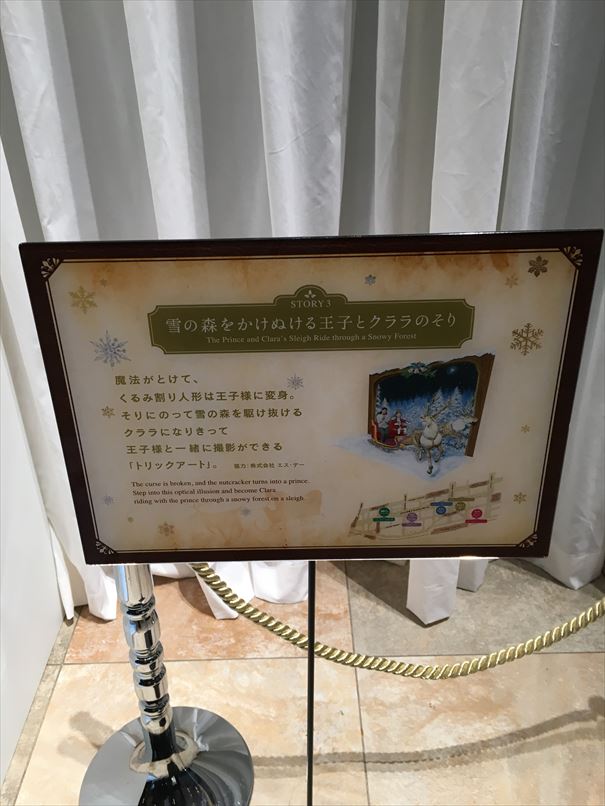 STORY 3
雪の森をかけぬける王子とクララのそり
The Prince and Clara's Sleigh Ride through a Snowy Forest
魔法がとけて、
くるみ割り人形は王子様に変身。
そりにのって雪の森を駆け抜ける
クララになりきって
王子様と一緒に撮影ができる
「トリックアート」。 協力：株式会社 エス・デー
The curse is broken, and the nutcracker turns into a prince.
Step into this optical illusion and become Clara
riding with the prince through a snowy forest on a sleigh.